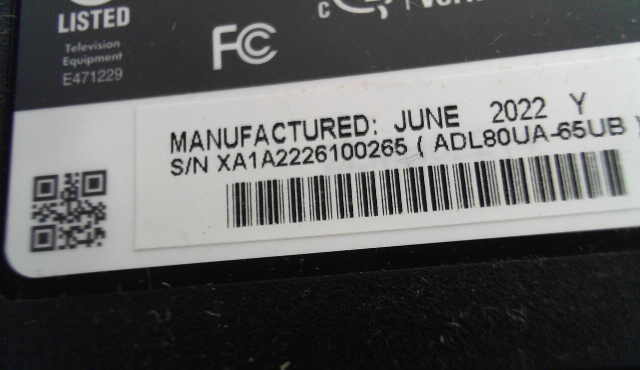 LISTED
Television
Equipment
E471229
FC
C
MANUFACTURED: JUNE 2022 Y
S/N XA1A2226100265 ( ADL80UA-65UB )